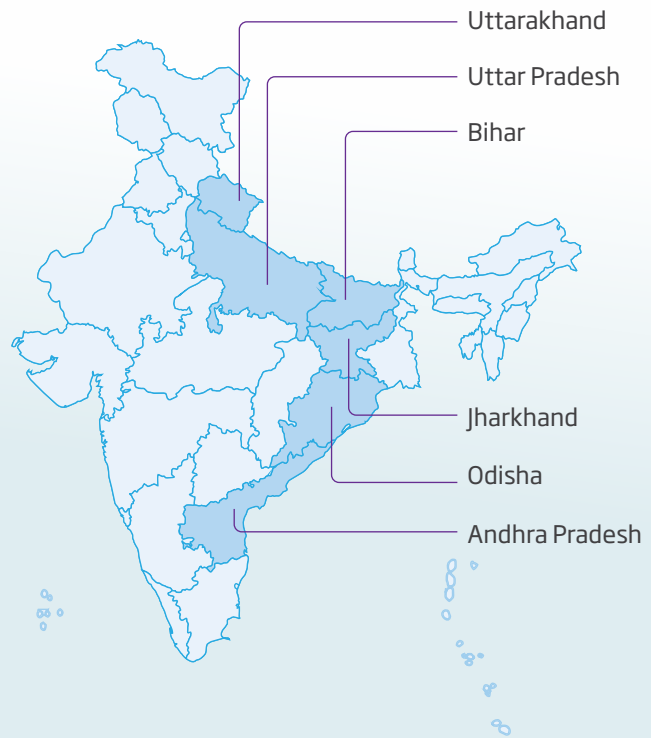 Uttarakhand
Uttar Pradesh
Bihar
Jharkhand
Odisha
Andhra Pradesh